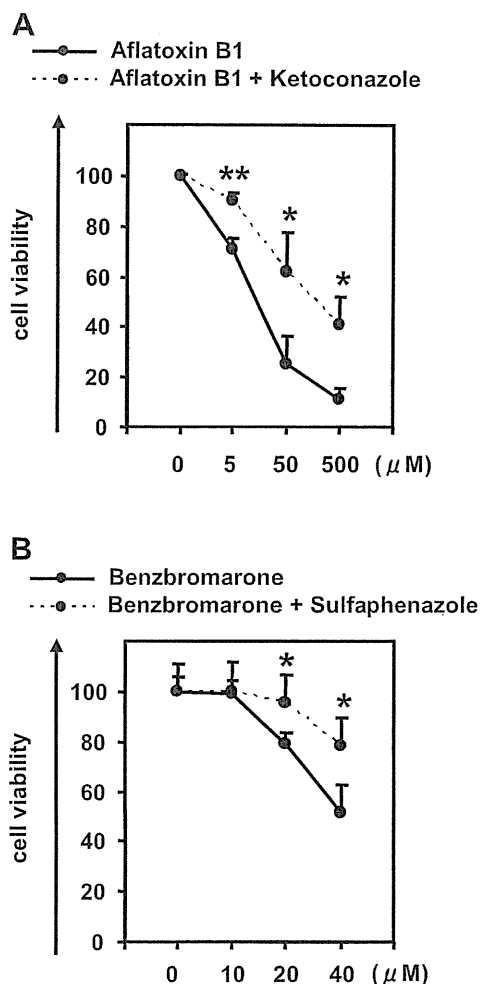 A
Aflatoxin B1
Aflatoxin B1 + Ketoconazole
cell viability
100
80
60
40
20
0
**
*
*
0 5 50 500 (μM)
B
Benzbromarone
Benzbromarone + Sulfaphenazole
cell viability
100
80
60
40
20
0
*
*
0 10 20 40 (μM)